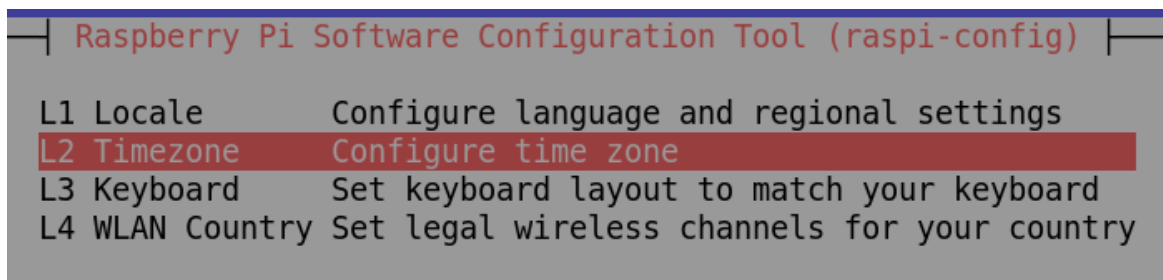 Raspberry Pi Software Configuration Tool (raspi-config)
L1 Locale Configure language and regional settings
L2 Timezone Configure time zone
L3 Keyboard Set keyboard layout to match your keyboard
L4 WLAN Country Set legal wireless channels for your country